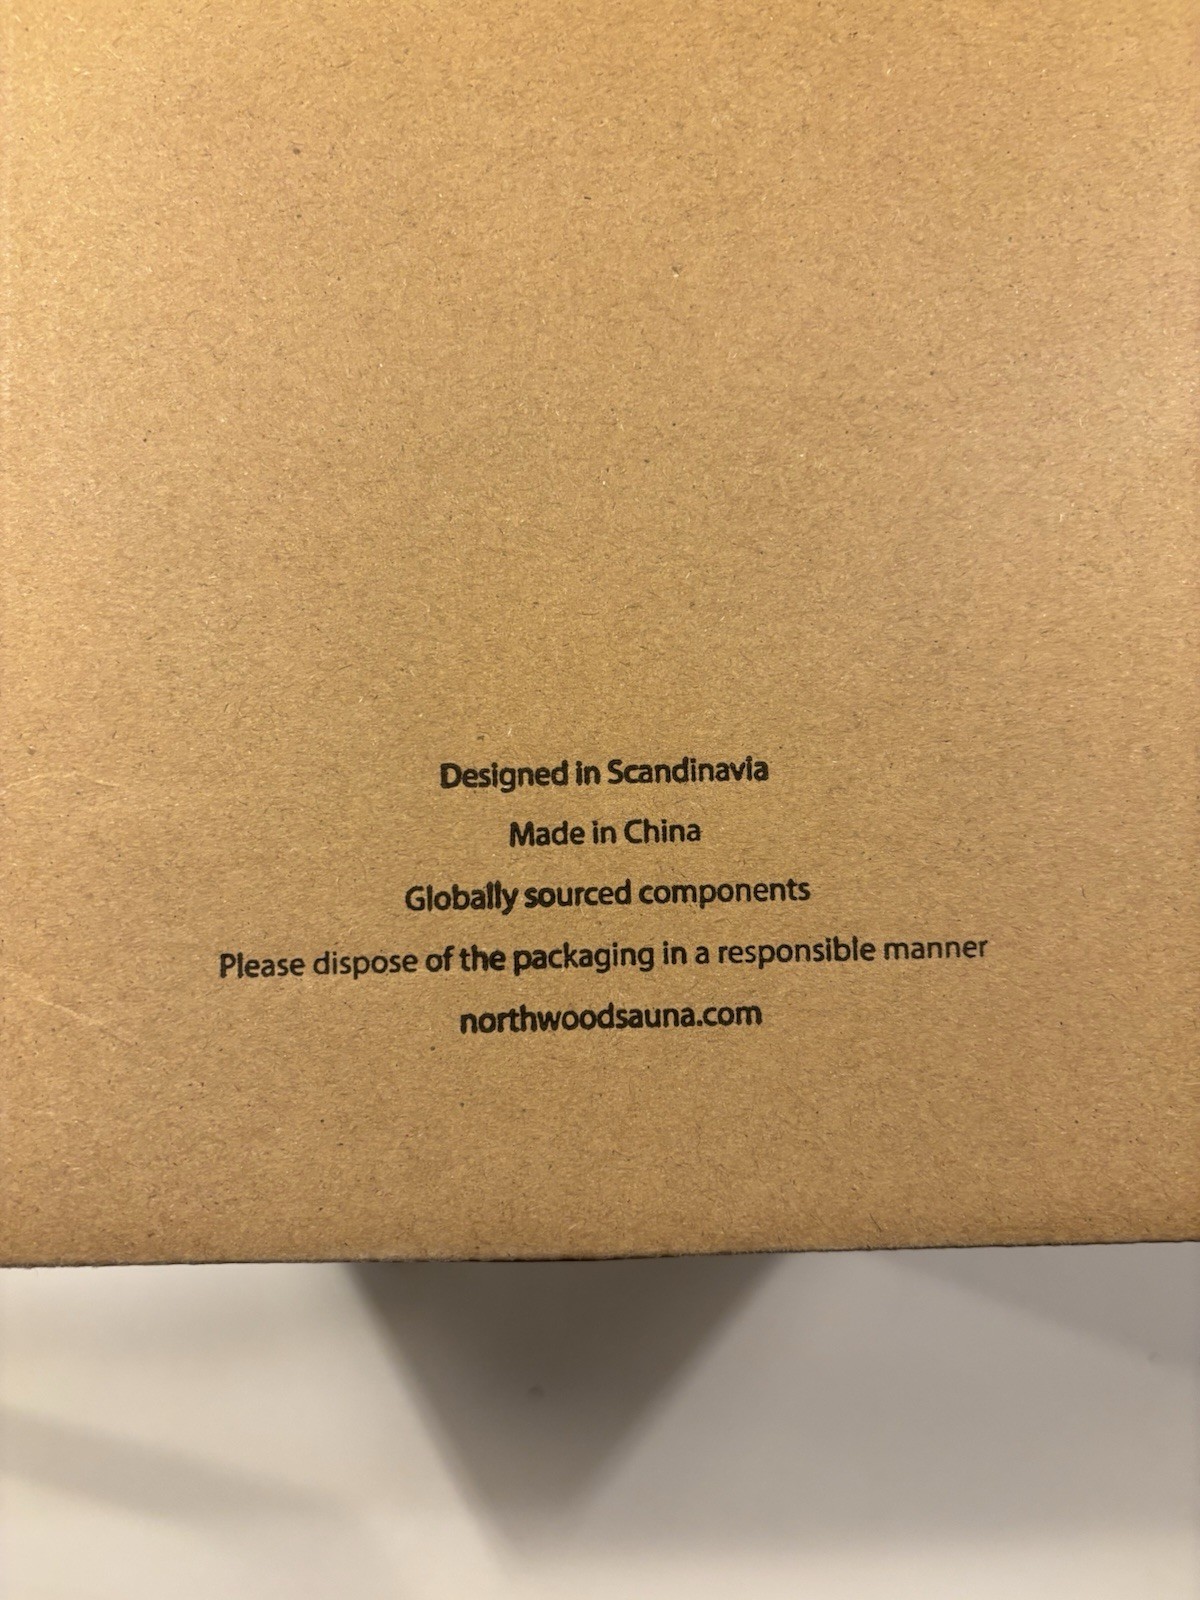 Designed in Scandinavia
Made in China
Globally sourced components
Please dispose of the packaging in a responsible manner
northwoodsauna.com